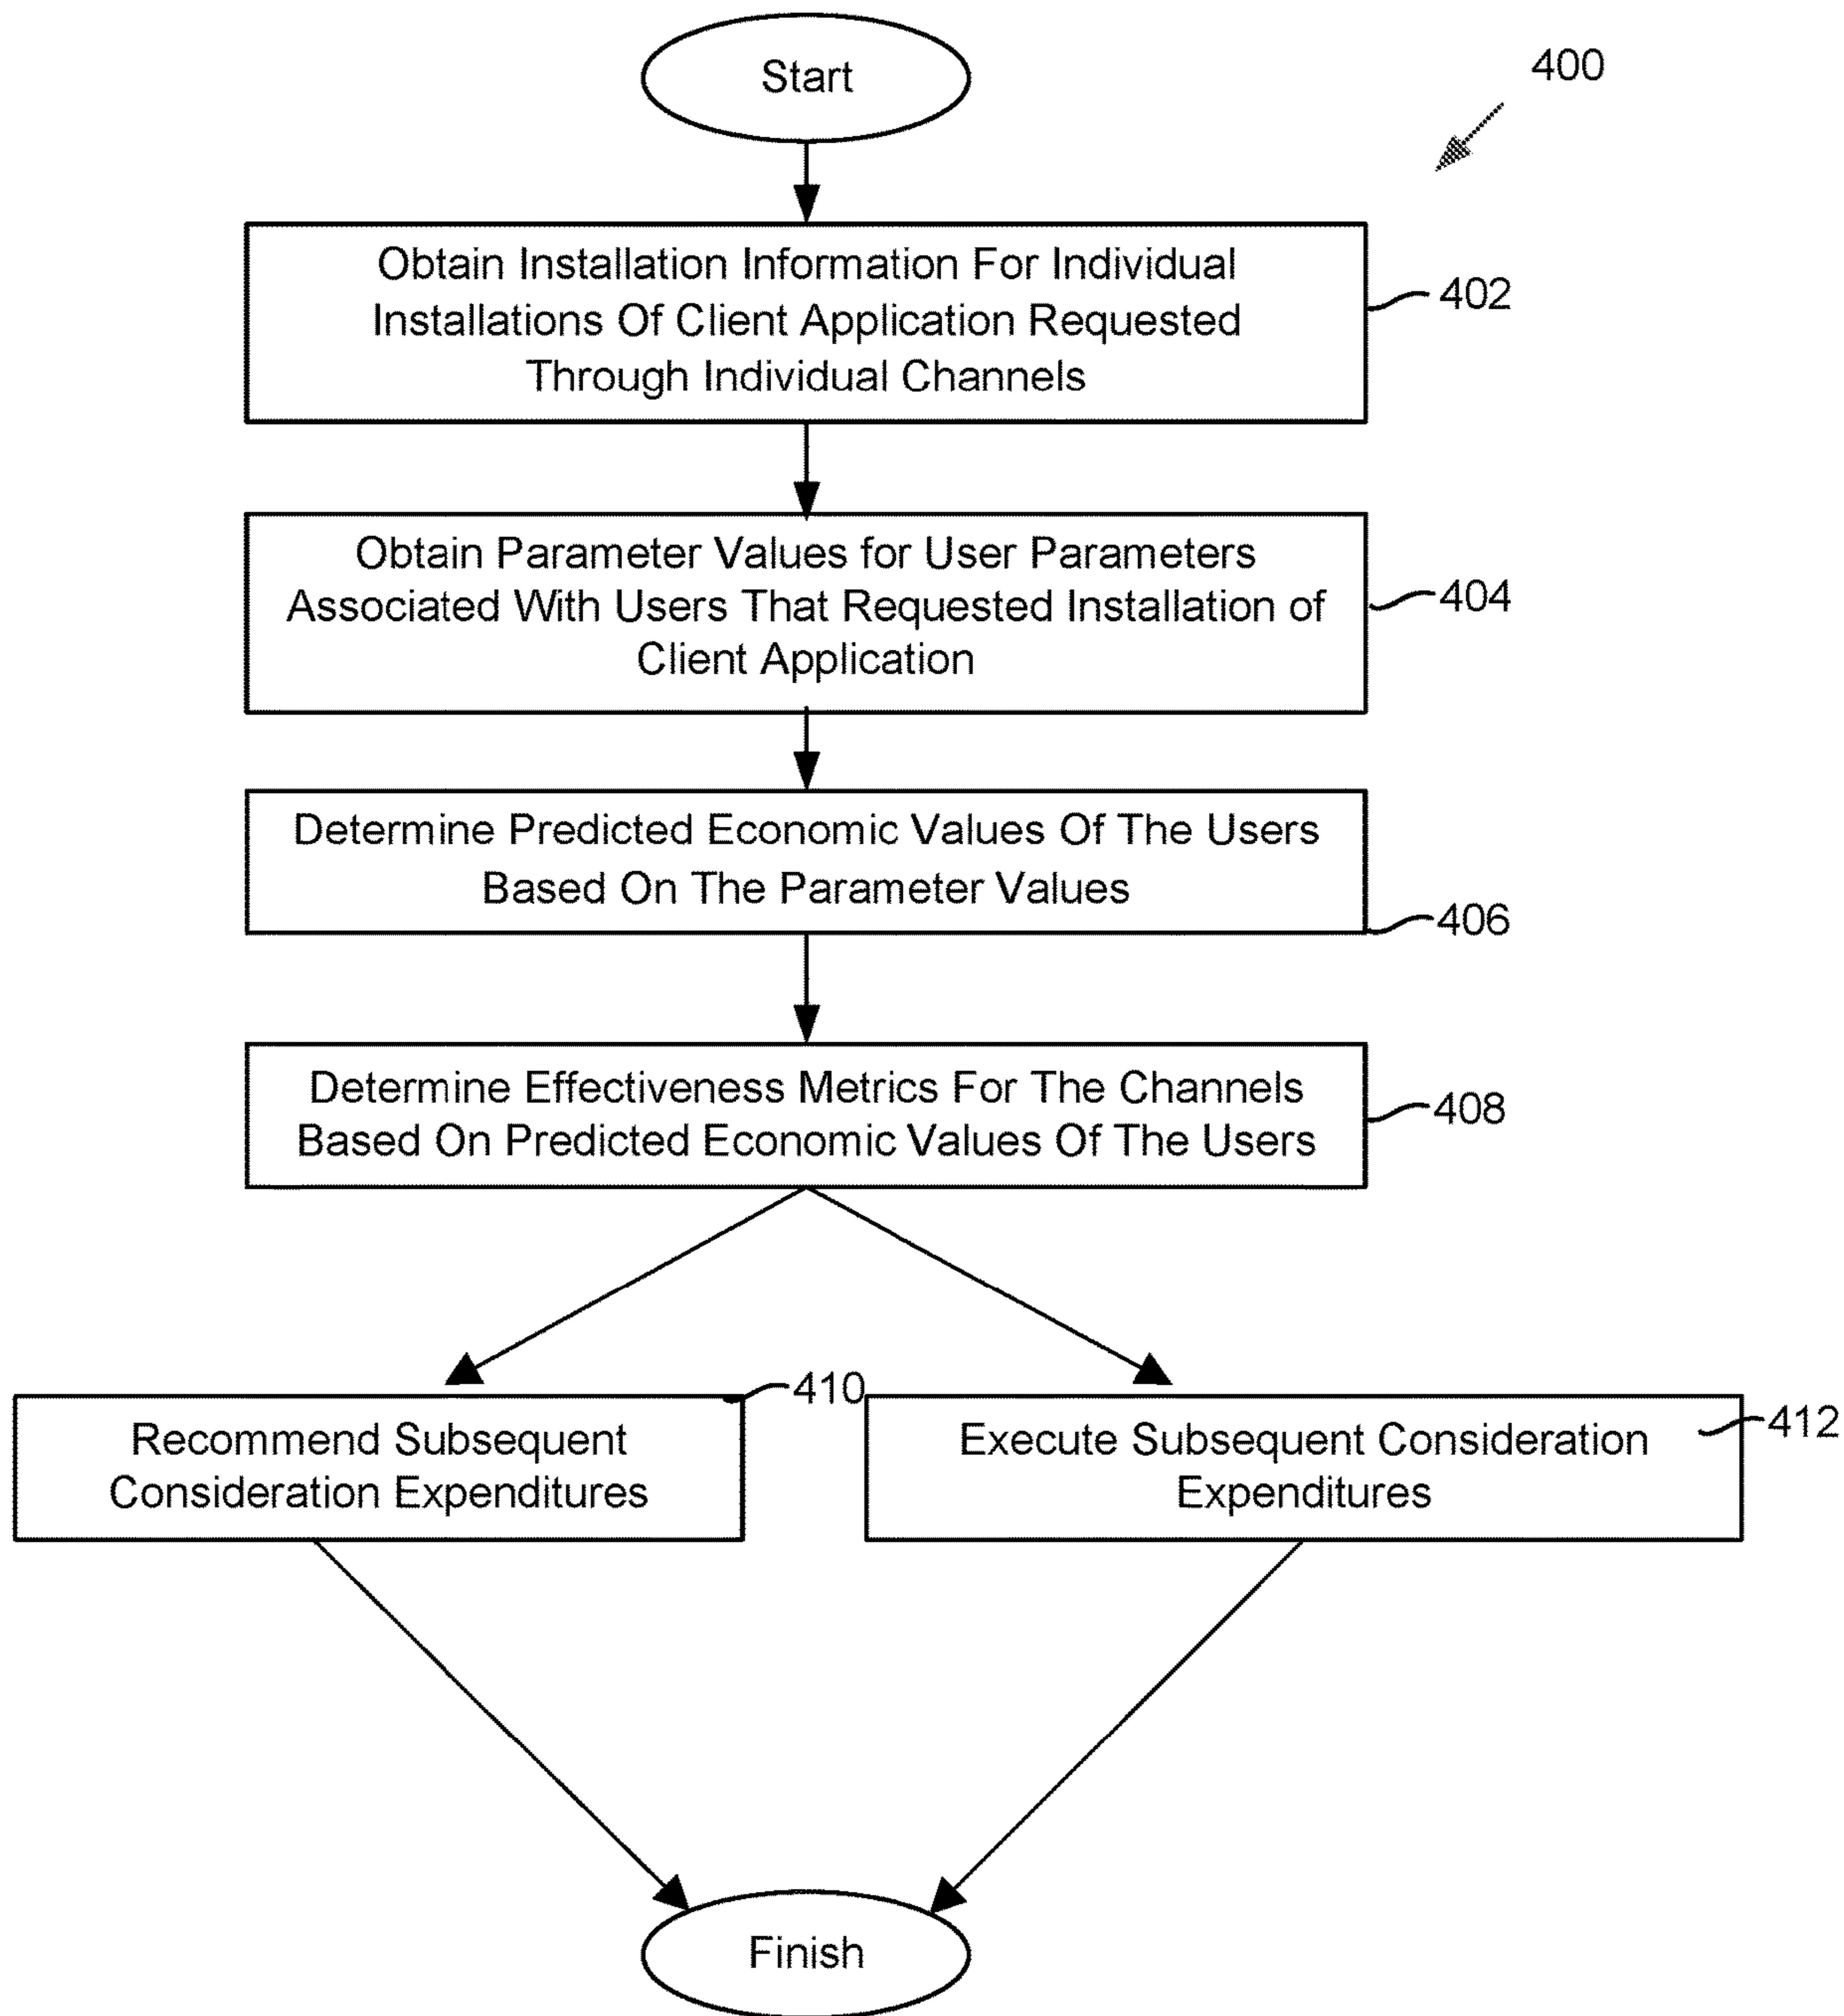 Start
400
Obtain Installation Information For Individual
Installations Of Client Application Requested
Through Individual Channels
402
Obtain Parameter Values for User Parameters
Associated With Users That Requested Installation of
Client Application
404
Determine Predicted Economic Values Of The Users
Based On The Parameter Values
406
Determine Effectiveness Metrics For The Channels
Based On Predicted Economic Values Of The Users
408
Recommend Subsequent
Consideration Expenditures
410
Execute Subsequent Consideration
Expenditures
412
Finish